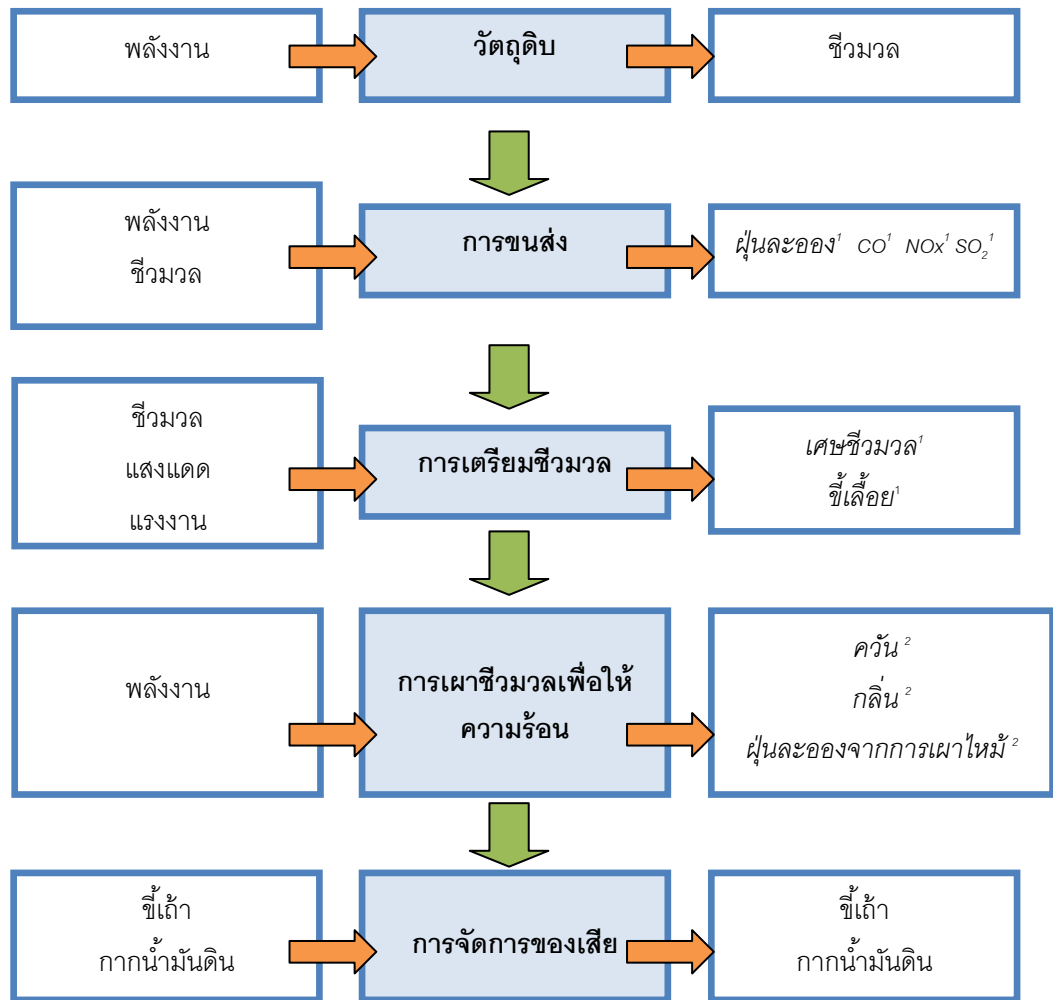 พลังงาน
วัตถุดิบ
ชีวมวล
พลังงาน
ชีวมวล
การขนส่ง
ฝุ่นละออง¹ CO¹ NOx¹ SO₂¹
ชีวมวล
แสงแดด
แรงงาน
การเตรียมชีวมวล
เศษชีวมวล¹
ขี้เลื้อย¹
พลังงาน
การเผาชีวมวลเพื่อให้
ความร้อน
ควัน ²
กลิ่น ²
ฝุ่นละอองจากการเผาไหม้ ²
ขี้เถ้า
กากน้ำมันดิน
การจัดการของเสีย
ขี้เถ้า
กากน้ำมันดิน